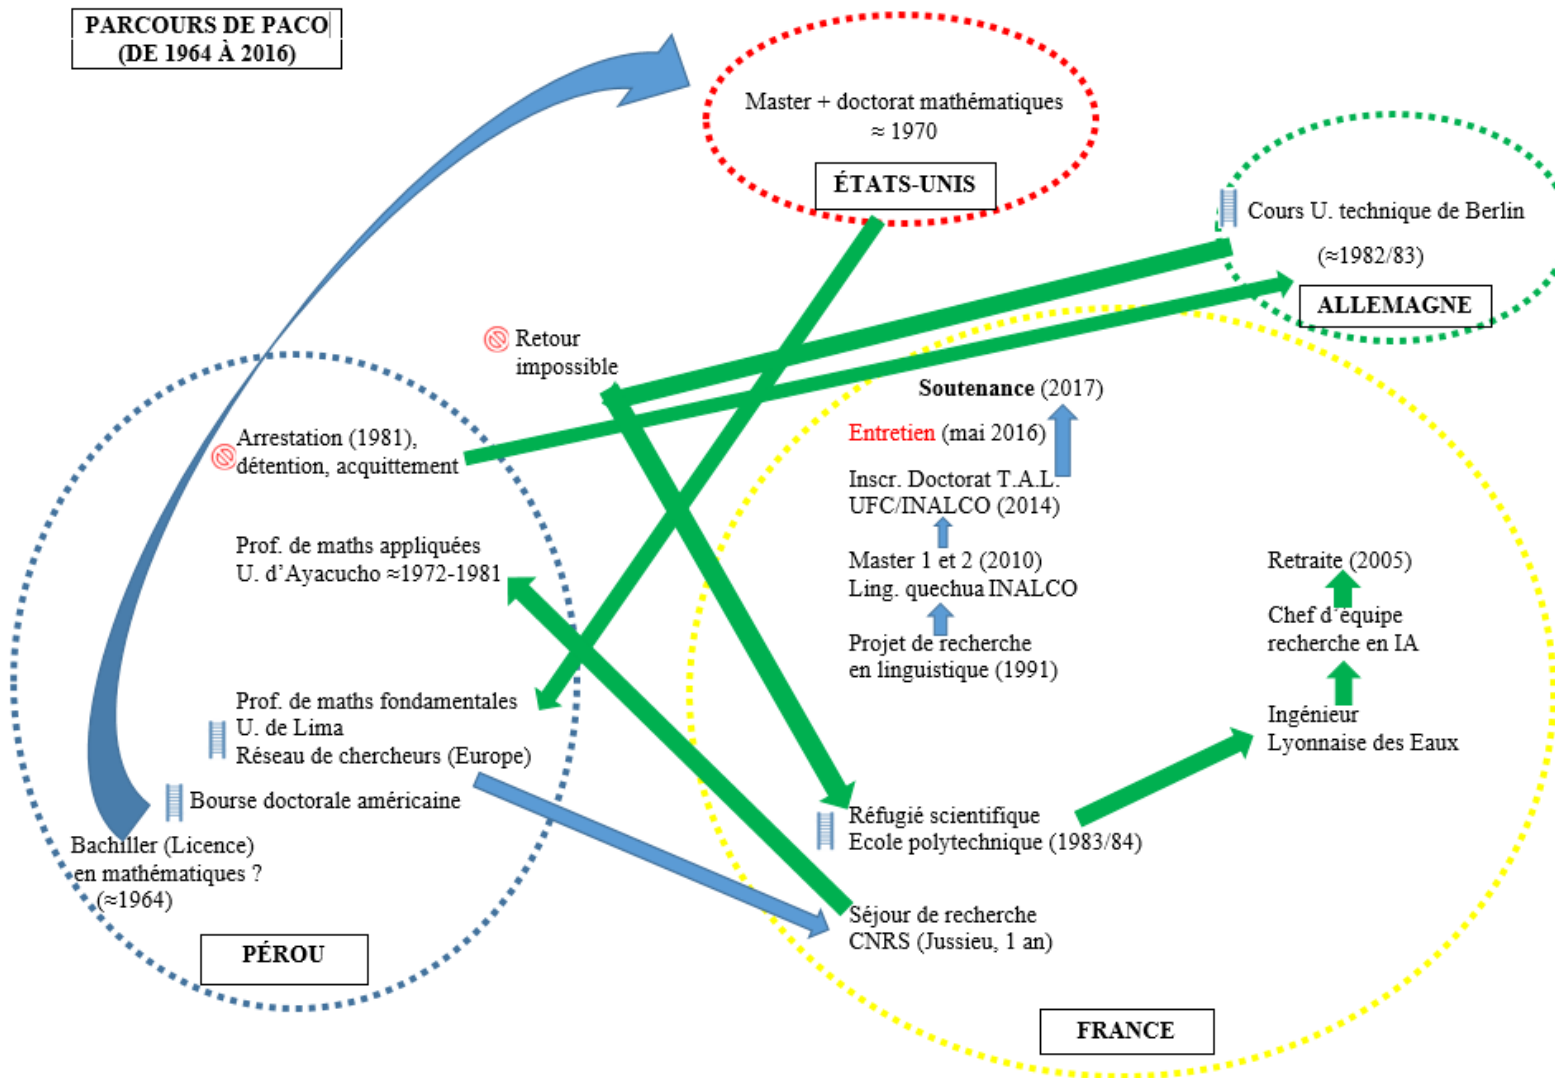 PARCOURS DE PACO
(DE 1964 À 2016)
Master + doctorat mathématiques
≈ 1970
ÉTATS-UNIS
Cours U. technique de Berlin
(≈1982/83)
ALLEMAGNE
Retour
impossible
Arrestation (1981),
détention, acquittement
Prof. de maths appliquées
U. d’Ayacucho ≈1972-1981
Prof. de maths fondamentales
U. de Lima
Réseau de chercheurs (Europe)
Bourse doctorale américaine
Bachiller (Licence)
en mathématiques ?
(≈1964)
PÉROU
Soutenance (2017)
Entretien (mai 2016)
Inscr. Doctorat T.A.L.
UFC/INALCO (2014)
Master 1 et 2 (2010)
Ling. quechua INALCO
Projet de recherche
en linguistique (1991)
Retraite (2005)
Chef d’équipe
recherche en IA
Ingénieur
Lyonnaise des Eaux
Réfugié scientifique
Ecole polytechnique (1983/84)
Séjour de recherche
CNRS (Jussieu, 1 an)
FRANCE